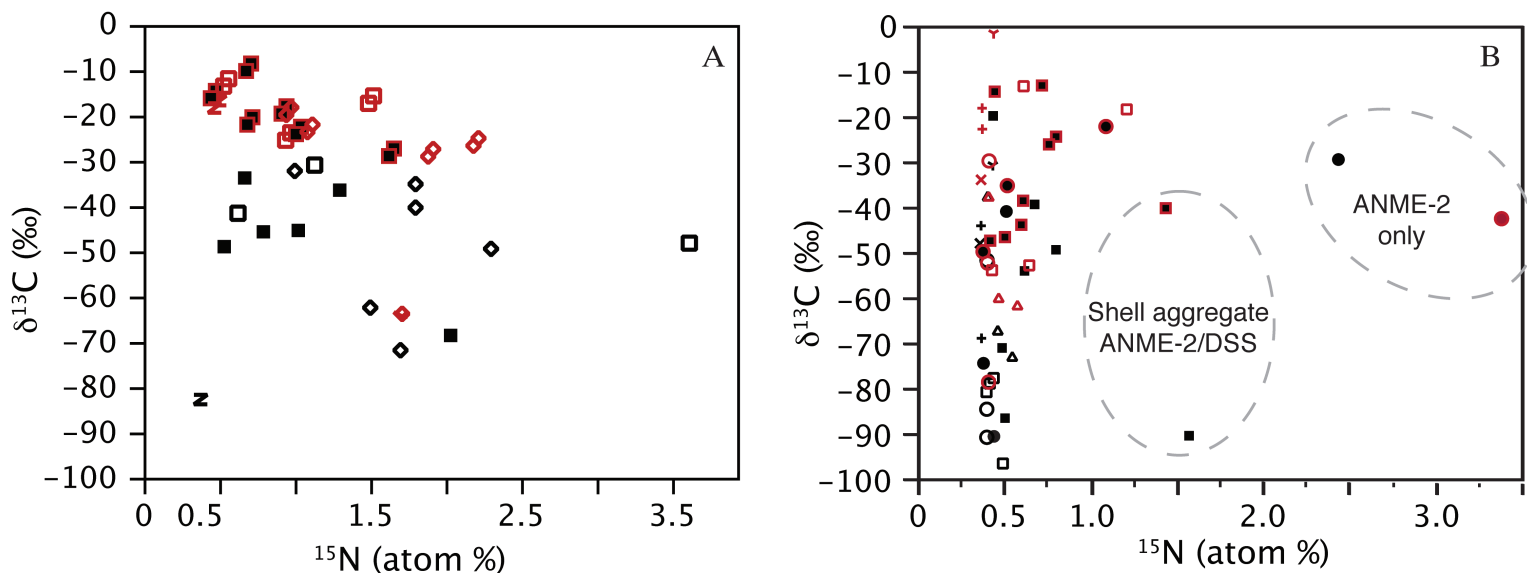 A
0
−10
−20
−30
−40
−50
−60
−70
−80
−90
−100
δ¹³C (‰)
N
N
0 0.5 1.5 2.5 3.5
¹⁵N (atom %)
B
0
−10
−20
−30
−40
−50
−60
−70
−80
−90
−100
δ¹³C (‰)
ANME-2
only
Shell aggregate
ANME-2/DSS
0 0.5 1.0 2.0 3.0
¹⁵N (atom %)